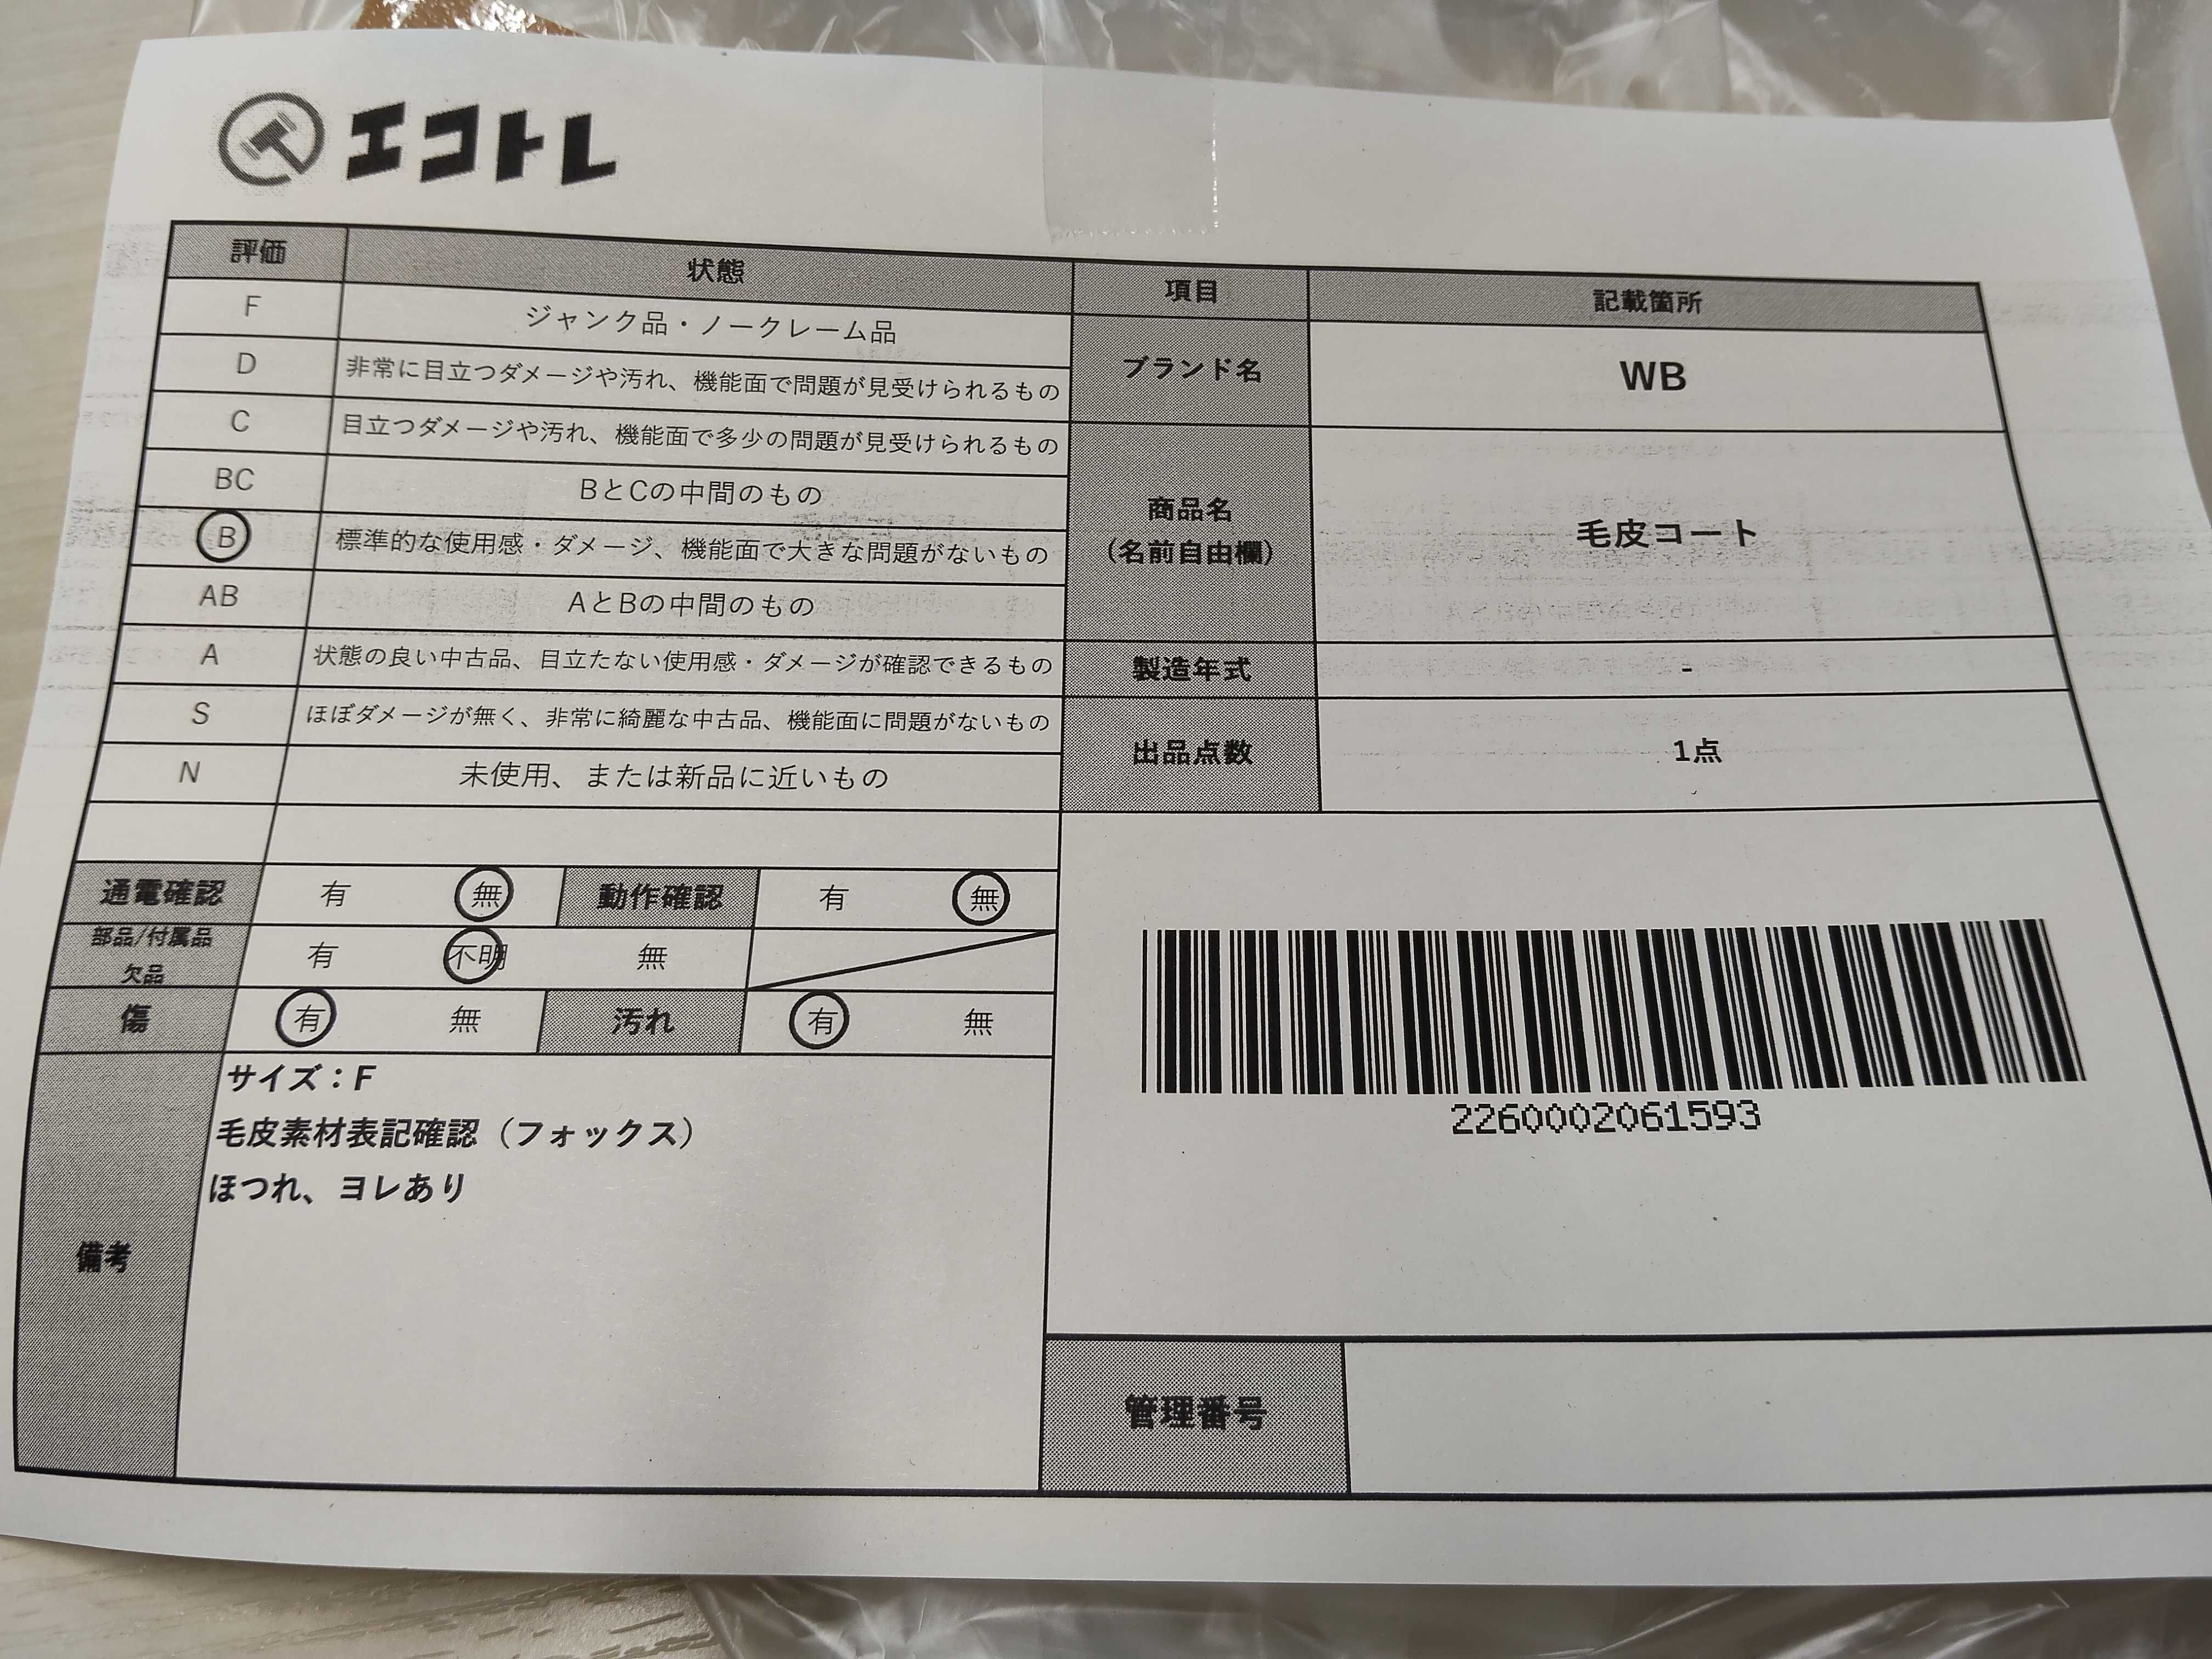 エコトレ
評価 状態 項目 記載箇所
F ジャンク品・ノークレーム品
D 非常に目立つダメージや汚れ、機能面で問題が見受けられるもの
C 目立つダメージや汚れ、機能面で多少の問題が見受けられるもの
BC BとCの中間のもの
B 標準的な使用感・ダメージ、機能面で大きな問題がないもの
AB AとBの中間のもの
A 状態の良い中古品、目立たない使用感・ダメージが確認できるもの
S ほぼダメージが無く、非常に綺麗な中古品、機能面に問題がないもの
N 未使用、または新品に近いもの
ブランド名 WB
商品名
（名前自由欄）
毛皮コート
製造年式 -
出品点数 1点
通電確認 有 無 動作確認 有 無
部品/付属品
欠品
有 不明 無
傷 有 無 汚れ 有 無
備考
サイズ：F
毛皮素材表記確認（フォックス）
ほつれ、ヨレあり
2260002061593
管理番号